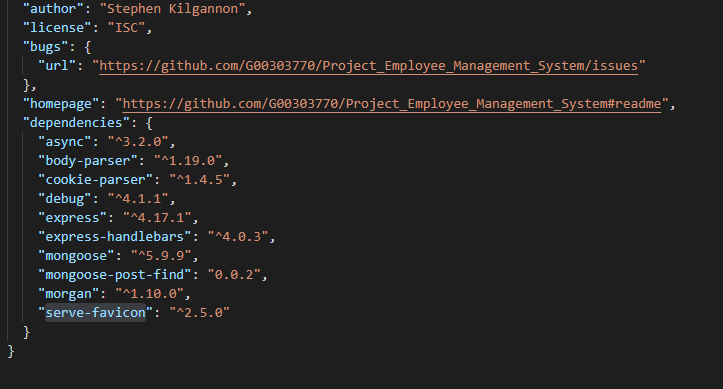 "author": "Stephen Kilgannon",
"license": "ISC",
"bugs": {
"url": "https://github.com/G00303770/Project_Employee_Management_System/issues"
},
"homepage": "https://github.com/G00303770/Project_Employee_Management_System#readme",
"dependencies": {
"async": "^3.2.0",
"body-parser": "^1.19.0",
"cookie-parser": "^1.4.5",
"debug": "^4.1.1",
"express": "^4.17.1",
"express-handlebars": "^4.0.3",
"mongoose": "^5.9.9",
"mongoose-post-find": "0.0.2",
"morgan": "^1.10.0",
"serve-favicon": "^2.5.0"
}
}